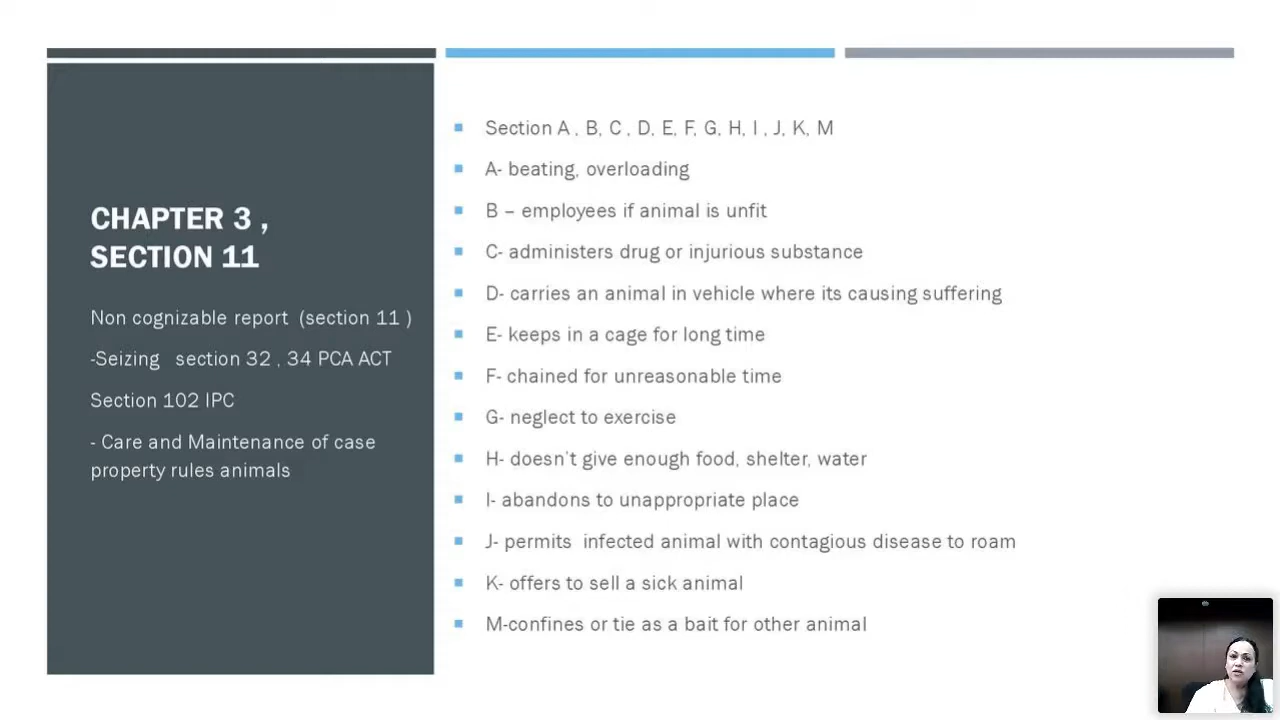 CHAPTER 3 ,
SECTION 11
Non cognizable report (section 11 )
-Seizing section 32 , 34 PCA ACT
Section 102 IPC
- Care and Maintenance of case
property rules animals
Section A , B, C , D, E, F, G, H, I , J, K, M
A- beating, overloading
B – employees if animal is unfit
C- administers drug or injurious substance
D- carries an animal in vehicle where its causing suffering
E- keeps in a cage for long time
F- chained for unreasonable time
G- neglect to exercise
H- doesn't give enough food, shelter, water
I- abandons to unappropriate place
J- permits infected animal with contagious disease to roam
K- offers to sell a sick animal
M-confines or tie as a bait for other animal